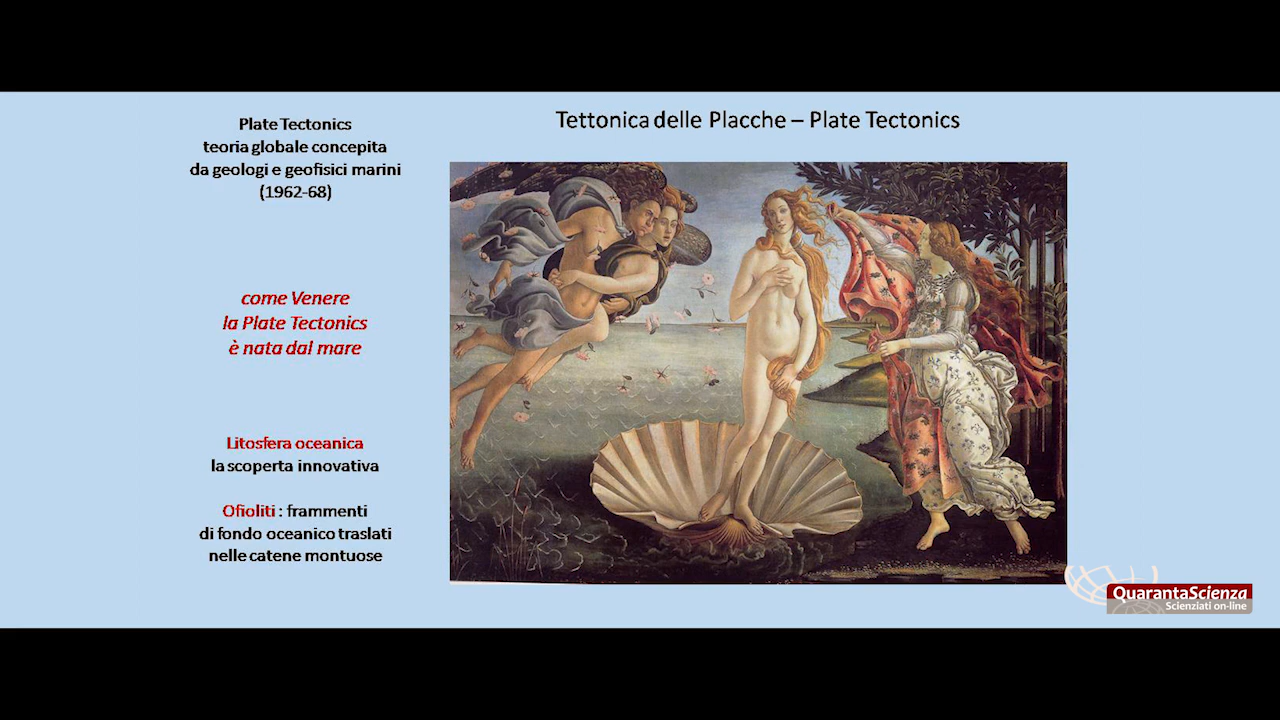 Tettonica delle Placche – Plate Tectonics
Plate Tectonics
teoria globale concepita
da geologi e geofisici marini
(1962-68)
come Venere
la Plate Tectonics
è nata dal mare
Litosfera oceanica
la scoperta innovativa
Ofioliti : frammenti
di fondo oceanico traslati
nelle catene montuose
QuarantaScienza
Scienziati on-line